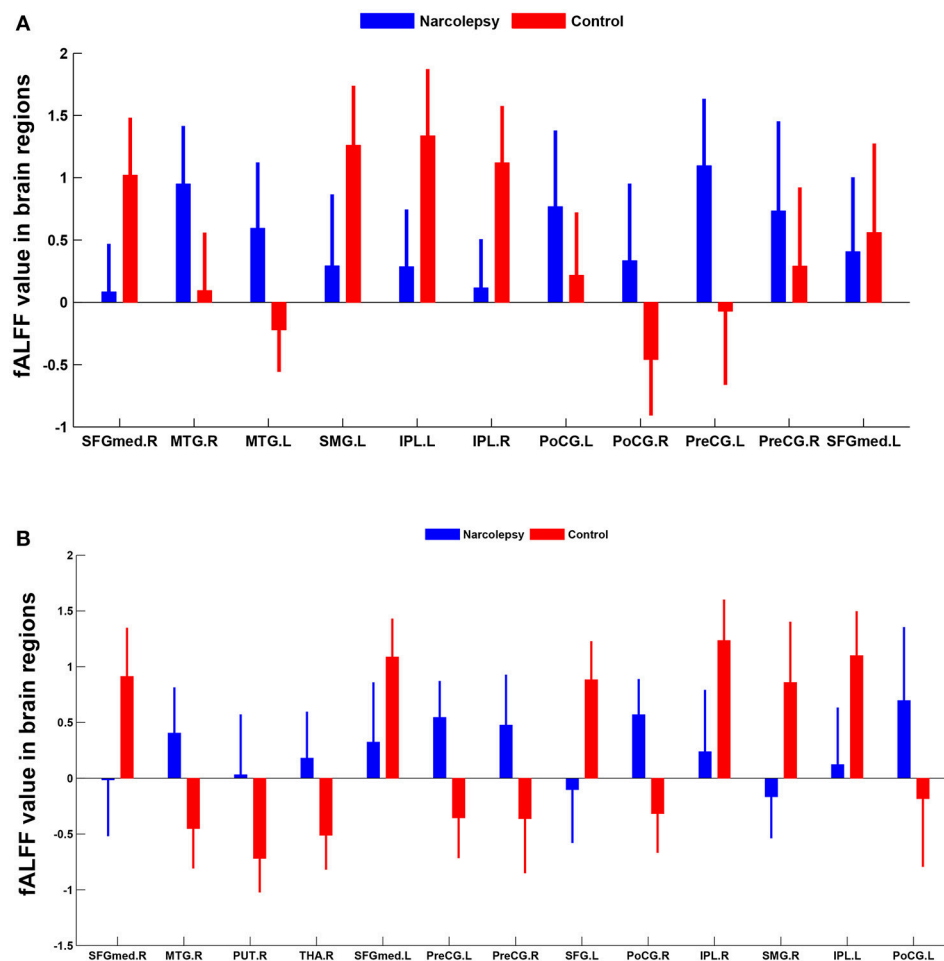 A
Narcolepsy Control
fALFF value in brain regions
2
1.5
1
0.5
0
-0.5
-1
SFGmed.R MTG.R MTG.L SMG.L IPL.L IPL.R PoCG.L PoCG.R PreCG.L PreCG.R SFGmed.L
B
Narcolepsy Control
fALFF value in brain regions
2
1.5
1
0.5
0
-0.5
-1
-1.5
SFGmed.R MTG.R PUT.R THA.R SFGmed.L PreCG.L PreCG.R SFG.L PoCG.R IPL.R SMG.R IPL.L PoCG.L